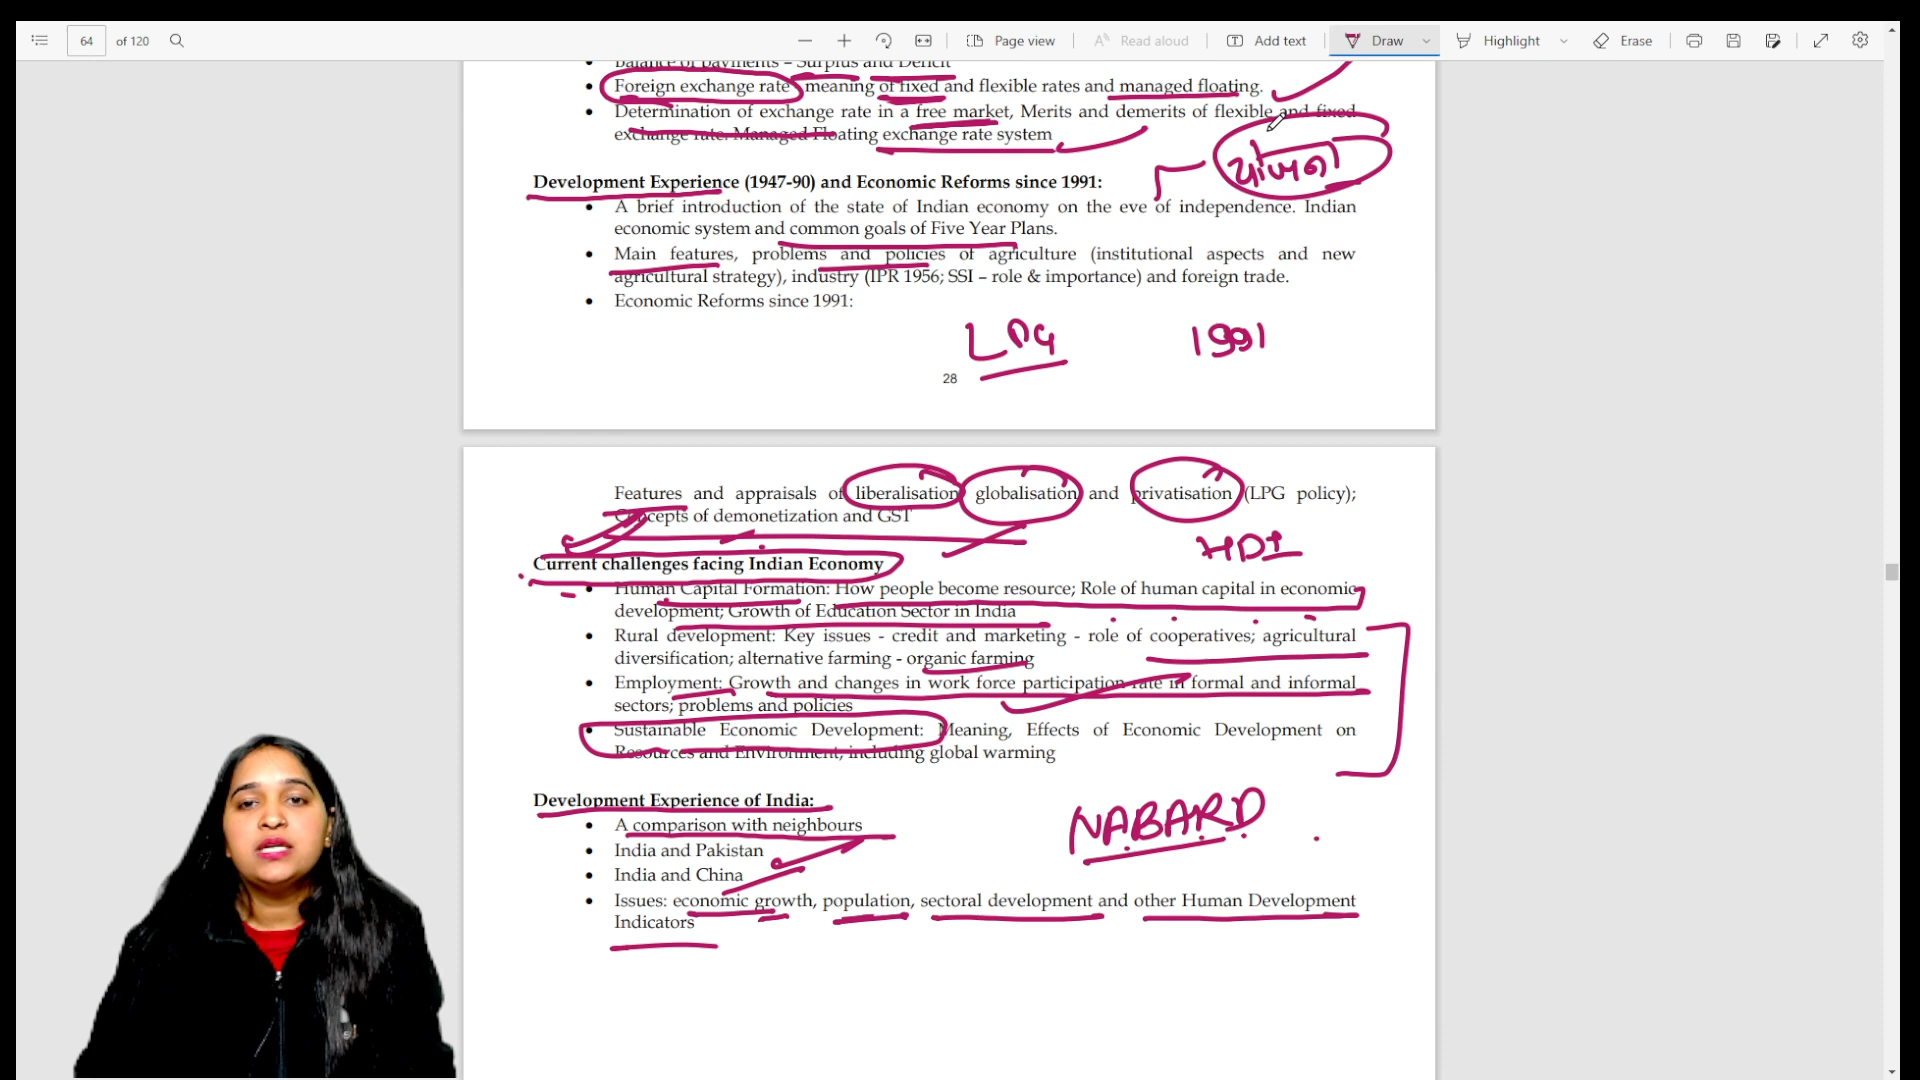 64 of 120 Page view Read aloud Add text Draw Highlight Erase
Balance of payments – Surplus and Deficit
Foreign exchange rate meaning of fixed and flexible rates and managed floating.
Determination of exchange rate in a free market, Merits and demerits of flexible and fixed
exchange rate. Managed Floating exchange rate system
योजना
Development Experience (1947-90) and Economic Reforms since 1991:
A brief introduction of the state of Indian economy on the eve of independence. Indian
economic system and common goals of Five Year Plans.
Main features, problems and policies of agriculture (institutional aspects and new
agricultural strategy), industry (IPR 1956; SSI – role & importance) and foreign trade.
Economic Reforms since 1991:
LPG 1991
28
Features and appraisals of liberalisation globalisation and privatisation (LPG policy);
Concepts of demonetization and GST
HDI
Current challenges facing Indian Economy
Human Capital Formation: How people become resource; Role of human capital in economic
development; Growth of Education Sector in India
Rural development: Key issues - credit and marketing - role of cooperatives; agricultural
diversification; alternative farming - organic farming
Employment: Growth and changes in work force participation rate in formal and informal
sectors; problems and policies
Sustainable Economic Development: Meaning, Effects of Economic Development on
Resources and Environment, including global warming
Development Experience of India:
NABARD
A comparison with neighbours
India and Pakistan
India and China
Issues: economic growth, population, sectoral development and other Human Development
Indicators